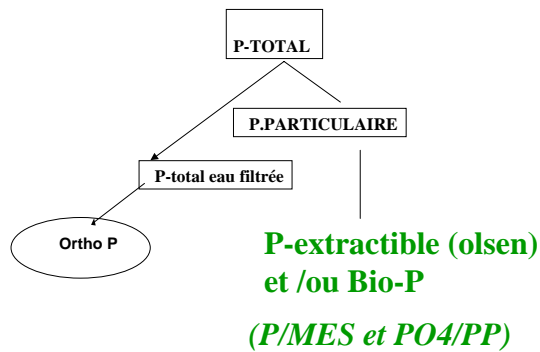 P-TOTAL
P.PARTICULAIRE
P-total eau filtrée
Ortho P
P-extractible (olsen)
et /ou Bio-P
(P/MES et PO4/PP)